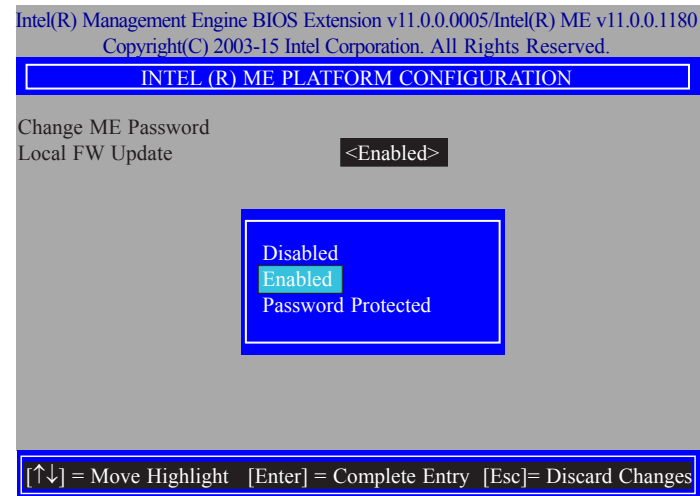 Intel(R) Management Engine BIOS Extension v11.0.0.0005/Intel(R) ME v11.0.0.1180
Copyright(C) 2003-15 Intel Corporation. All Rights Reserved.
INTEL (R) ME PLATFORM CONFIGURATION
Change ME Password
Local FW Update <Enabled>
Disabled
Enabled
Password Protected
[↑↓] = Move Highlight [Enter] = Complete Entry [Esc]= Discard Changes